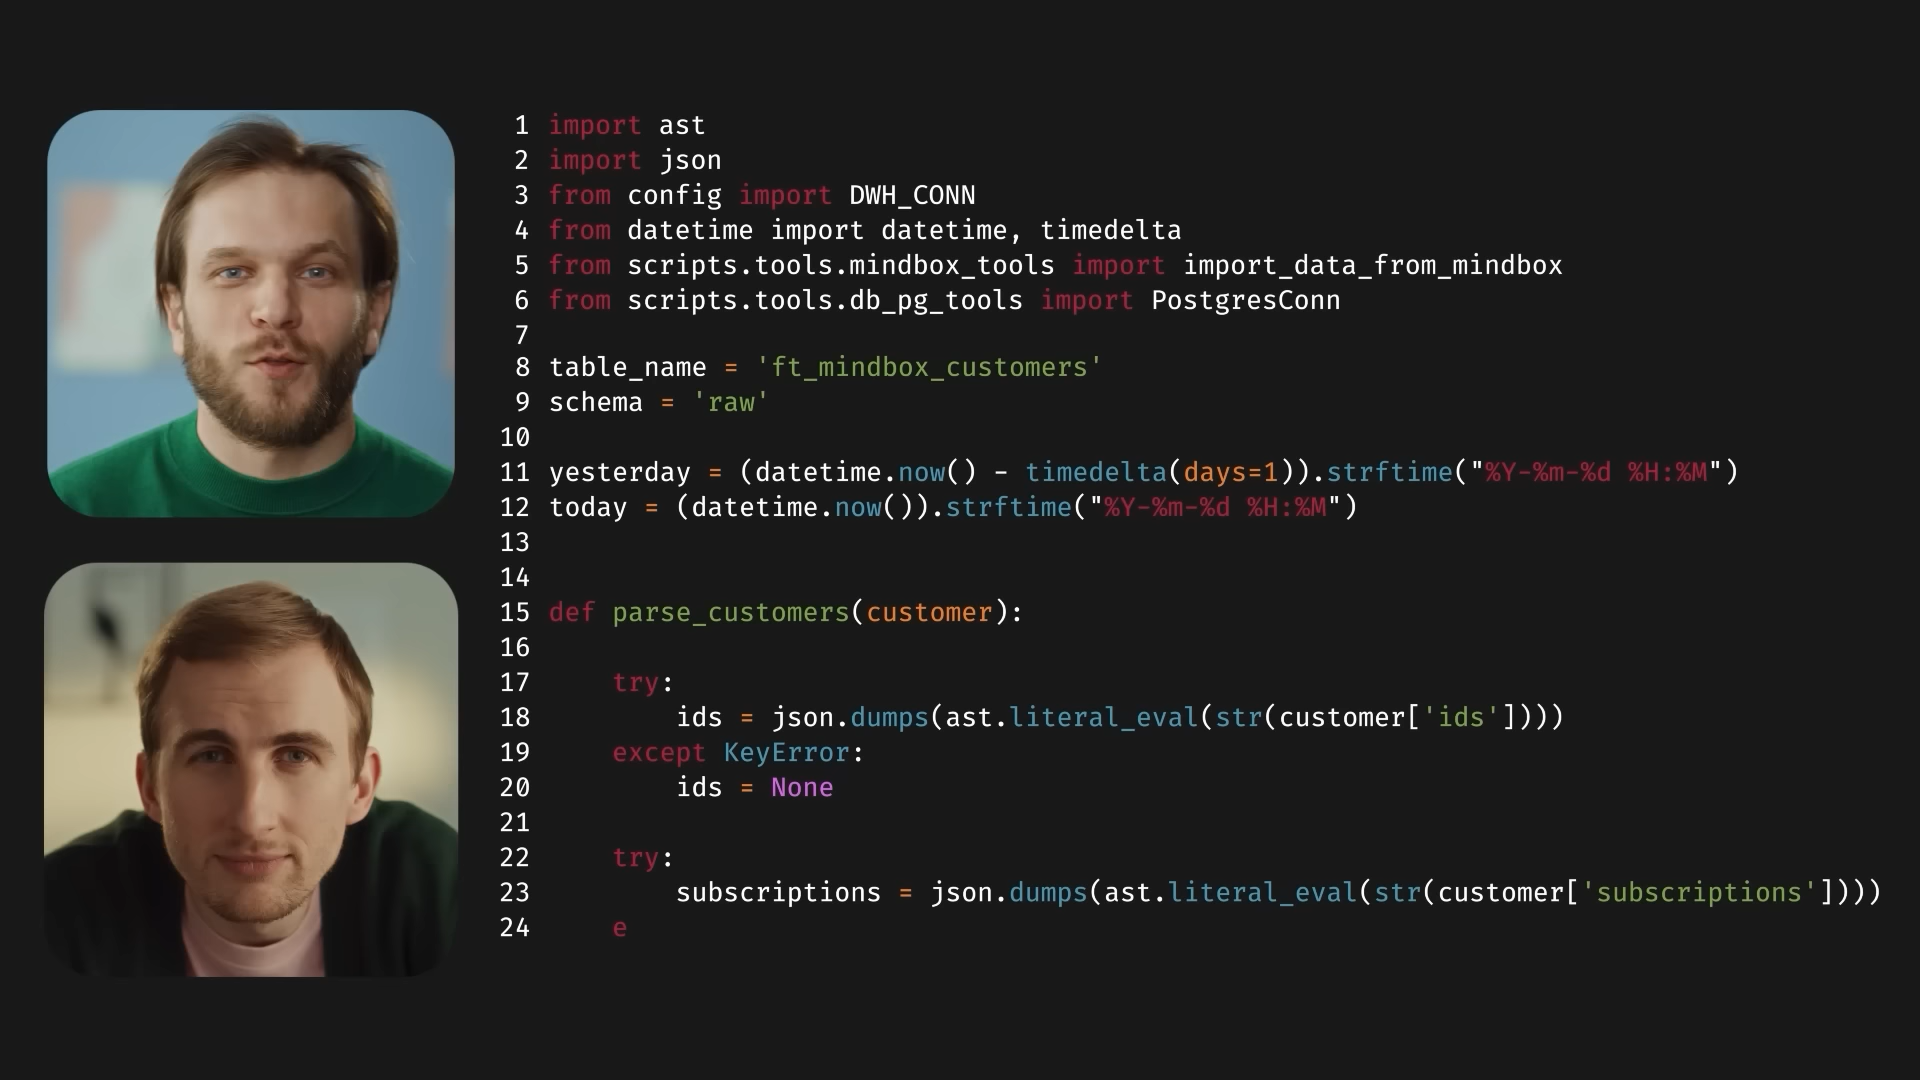 1 import ast
2 import json
3 from config import DWH_CONN
4 from datetime import datetime, timedelta
5 from scripts.tools.mindbox_tools import import_data_from_mindbox
6 from scripts.tools.db_pg_tools import PostgresConn
7
8 table_name = 'ft_mindbox_customers'
9 schema = 'raw'
10
11 yesterday = (datetime.now() - timedelta(days=1)).strftime("%Y-%m-%d %H:%M")
12 today = (datetime.now()).strftime("%Y-%m-%d %H:%M")
13
14
15 def parse_customers(customer):
16
17     try:
18         ids = json.dumps(ast.literal_eval(str(customer['ids'])))
19     except KeyError:
20         ids = None
21
22     try:
23         subscriptions = json.dumps(ast.literal_eval(str(customer['subscriptions'])))
24     e